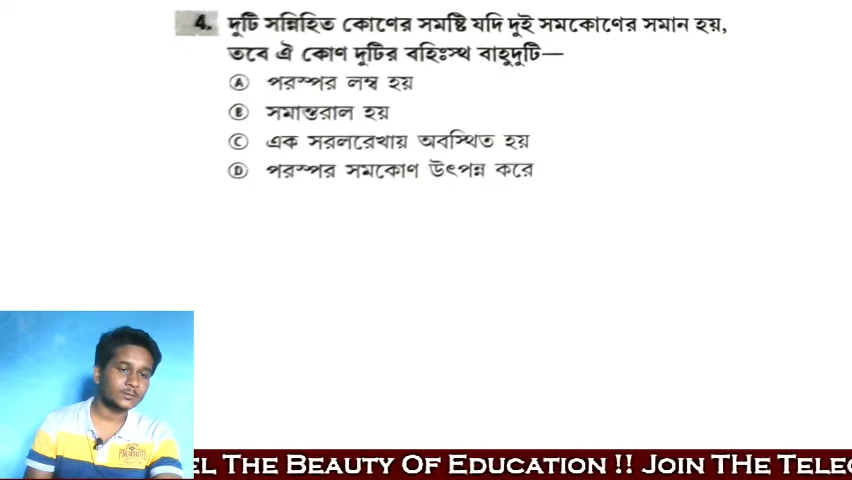 4. দুটি সন্নিহিত কোণের সমষ্টি যদি দুই সমকোণের সমান হয়,
তবে ঐ কোণ দুটির বহিঃস্থ বাহুদুটি—
Ⓐ পরস্পর লম্ব হয়
Ⓑ সমান্তরাল হয়
Ⓒ এক সরলরেখায় অবস্থিত হয়
Ⓓ পরস্পর সমকোণ উৎপন্ন করে
EL THE BEAUTY OF EDUCATION !! JOIN THE TELE